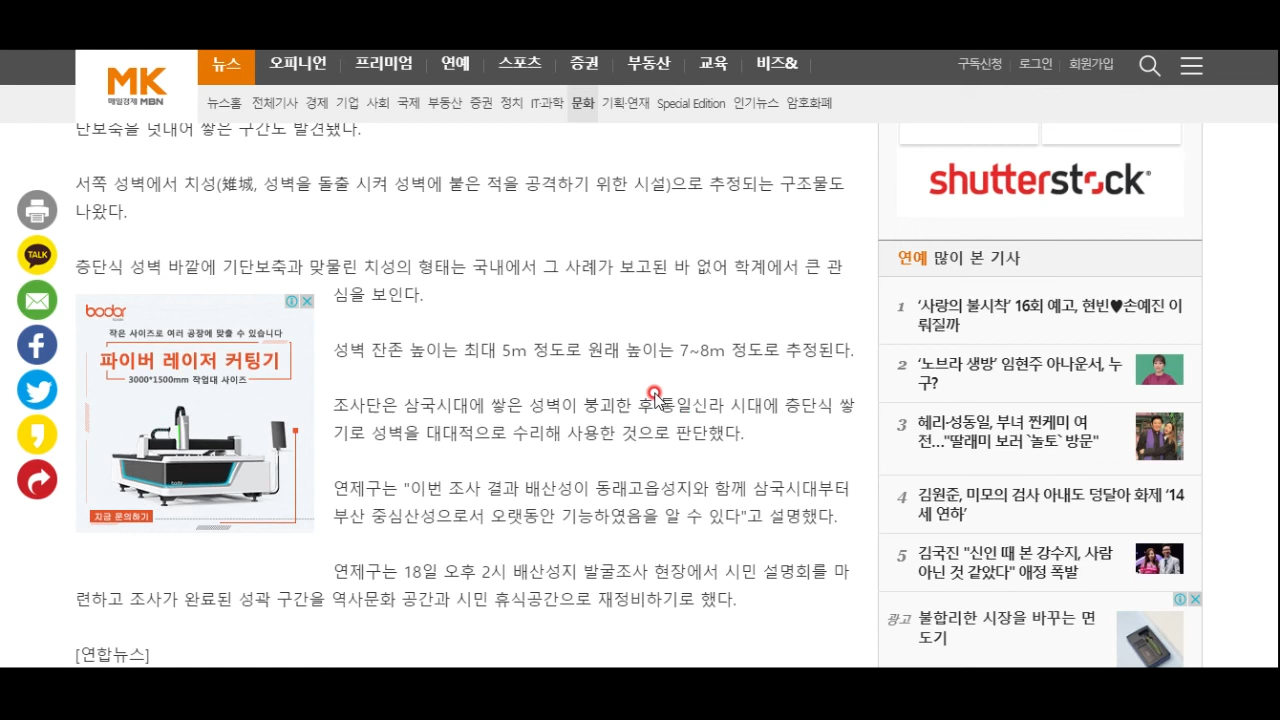 MK
매일경제 MBN
뉴스 오피니언 프리미엄 연예 스포츠 증권 부동산 교육 비즈&
구독신청 로그인 회원가입
뉴스홈 전체기사 경제 기업 사회 국제 부동산 증권 정치 IT·과학 문화 기획·연재 Special Edition 인기뉴스 암호화폐
단보축을 덧대어 쌓은 구간도 발견됐다.
서쪽 성벽에서 치성(雉城, 성벽을 돌출 시켜 성벽에 붙은 적을 공격하기 위한 시설)으로 추정되는 구조물도
나왔다.
층단식 성벽 바깥에 기단보축과 맞물린 치성의 형태는 국내에서 그 사례가 보고된 바 없어 학계에서 큰 관
심을 보인다.
성벽 잔존 높이는 최대 5m 정도로 원래 높이는 7~8m 정도로 추정된다.
조사단은 삼국시대에 쌓은 성벽이 붕괴한 후 통일신라 시대에 층단식 쌓
기로 성벽을 대대적으로 수리해 사용한 것으로 판단했다.
연제구는 "이번 조사 결과 배산성이 동래고읍성지와 함께 삼국시대부터
부산 중심산성으로서 오랫동안 기능하였음을 알 수 있다"고 설명했다.
연제구는 18일 오후 2시 배산성지 발굴조사 현장에서 시민 설명회를 마
련하고 조사가 완료된 성곽 구간을 역사문화 공간과 시민 휴식공간으로 재정비하기로 했다.
[연합뉴스]
TALK
bodor
작은 사이즈로 여러 공장에 맞출 수 있습니다
파이버 레이저 커팅기
3000*1500mm 작업대 사이즈
지금 문의하기
shutterstock
연예 많이 본 기사
1 ‘사랑의 불시착’ 16회 예고, 현빈♥손예진 이
뤄질까
2 ‘노브라 생방’ 임현주 아나운서, 누
구?
3 혜리·성동일, 부녀 찐케미 여
전…"딸래미 보러 `놀토` 방문"
4 김원준, 미모의 검사 아내도 덩달아 화제 ‘14
세 연하’
5 김국진 "신인 때 본 강수지, 사람
아닌 것 같았다" 애정 폭발
광고 불합리한 시장을 바꾸는 면
도기